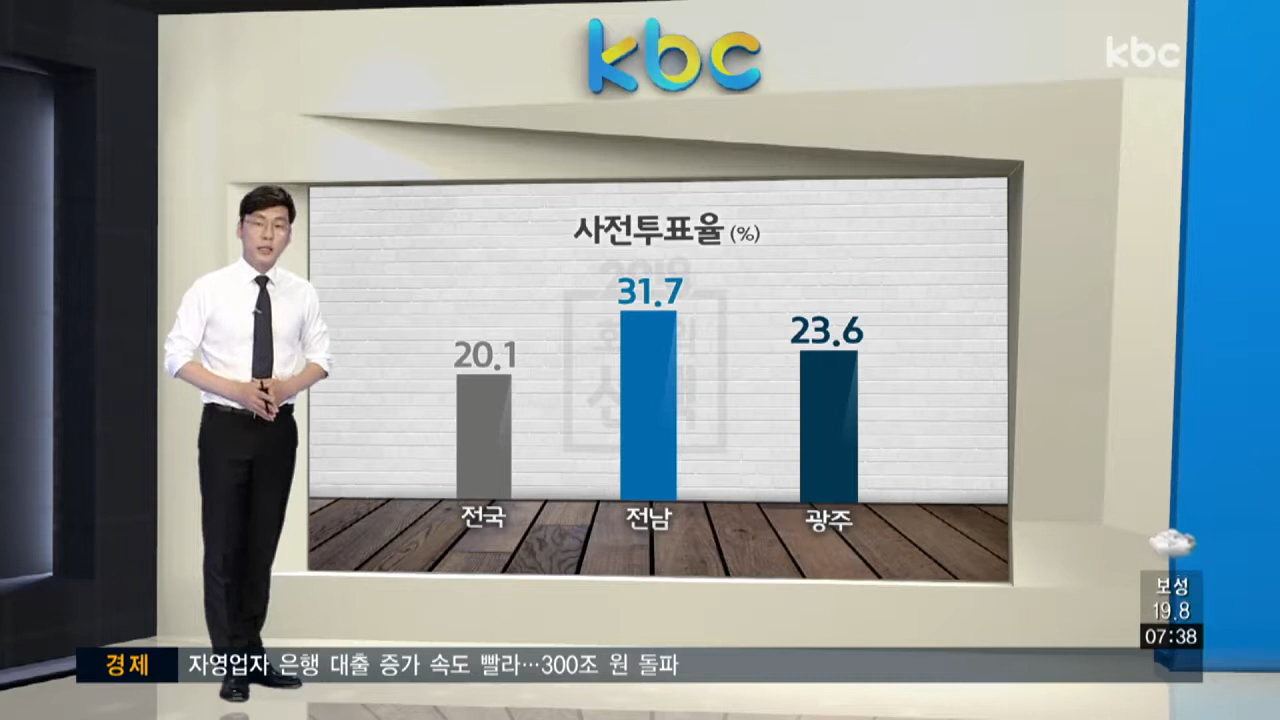 kbc
kbc
사전투표율 (%)
20.1
31.7
23.6
전국
전남
광주
보성
19.8
07:38
경제
자영업자 은행 대출 증가 속도 빨라…300조 원 돌파